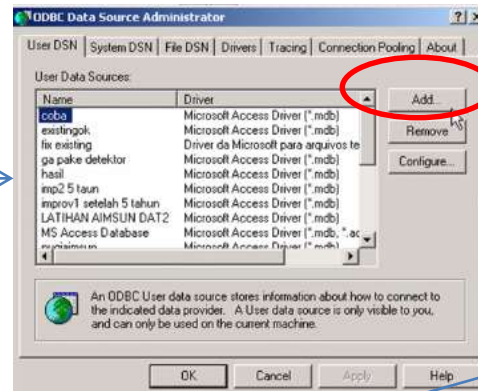 ODBC Data Source Administrator
User DSN System DSN File DSN Drivers Tracing Connection Pooling About
User Data Sources:
Name Driver
coba Microsoft Access Driver (*.mdb)
existingok Microsoft Access Driver (*.mdb)
fix existing Driver da Microsoft para arquivos te
ga pake detektor Microsoft Access Driver (*.mdb)
hasil Microsoft Access Driver (*.mdb)
imp2 5 taun Microsoft Access Driver (*.mdb)
improv1 setelah 5 tahun Microsoft Access Driver (*.mdb)
LATIHAN AIMSUN DAT2 Microsoft Access Driver (*.mdb)
MS Access Database Microsoft Access Driver (*.mdb, *.ac
Microsoft Access Driver (*.mdb)
Add...
Remove
Configure...
An ODBC User data source stores information about how to connect to
the indicated data provider. A User data source is only visible to you,
and can only be used on the current machine.
OK Cancel Apply Help